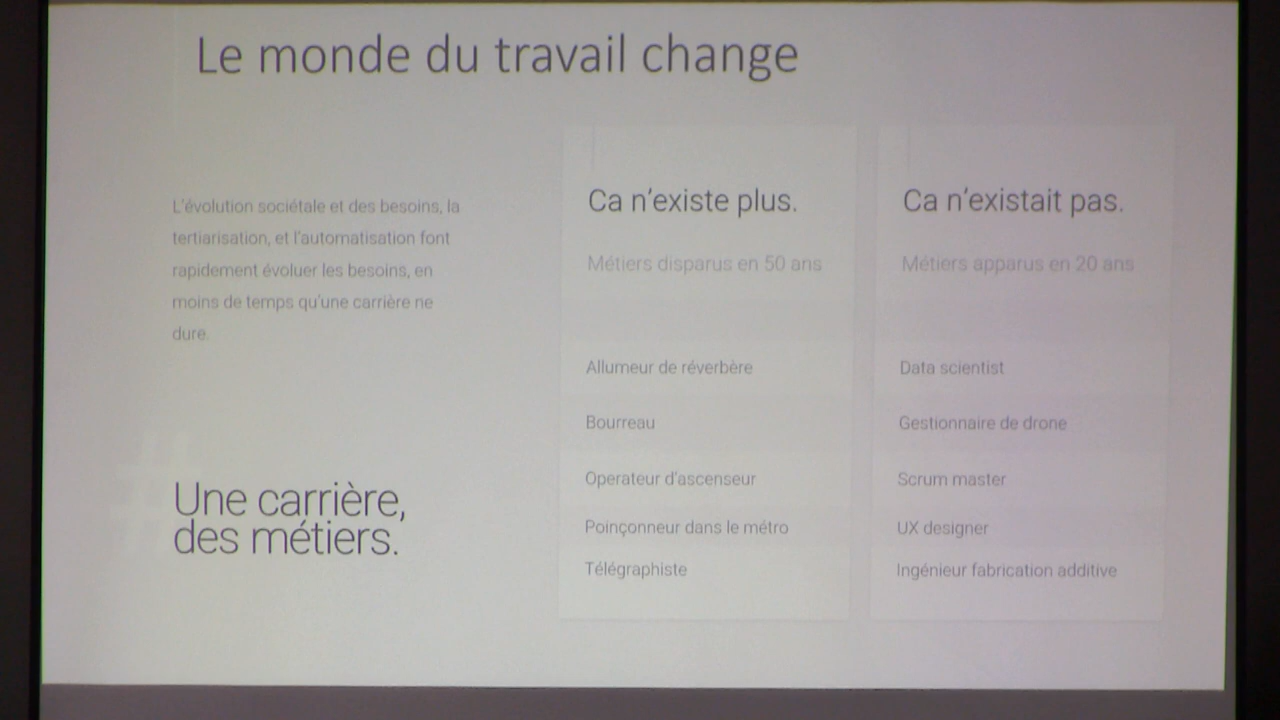 Le monde du travail change
L'évolution sociétale et des besoins, la
tertiarisation, et l'automatisation font
rapidement évoluer les besoins, en
moins de temps qu'une carrière ne
dure.
#
Une carrière,
des métiers.
Ca n'existe plus.
Métiers disparus en 50 ans
Allumeur de réverbère
Bourreau
Operateur d'ascenseur
Poinçonneur dans le métro
Télégraphiste
Ca n'existait pas.
Métiers apparus en 20 ans
Data scientist
Gestionnaire de drone
Scrum master
UX designer
Ingénieur fabrication additive